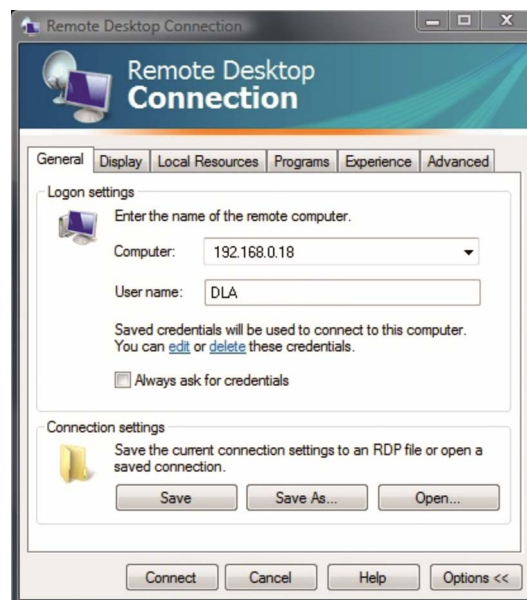 Remote Desktop Connection
Remote Desktop
Connection
General Display Local Resources Programs Experience Advanced
Logon settings
Enter the name of the remote computer.
Computer: 192.168.0.18
User name: DLA
Saved credentials will be used to connect to this computer.
You can edit or delete these credentials.
Always ask for credentials
Connection settings
Save the current connection settings to an RDP file or open a
saved connection.
Save Save As... Open...
Connect Cancel Help Options <<